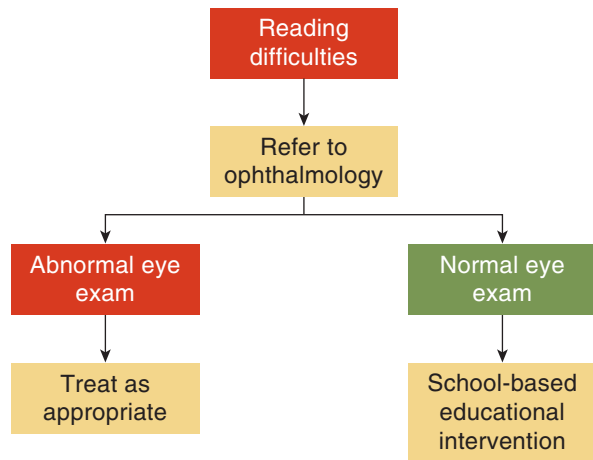 Reading
difficulties
Refer to
ophthalmology
Abnormal eye
exam
Normal eye
exam
Treat as
appropriate
School-based
educational
intervention